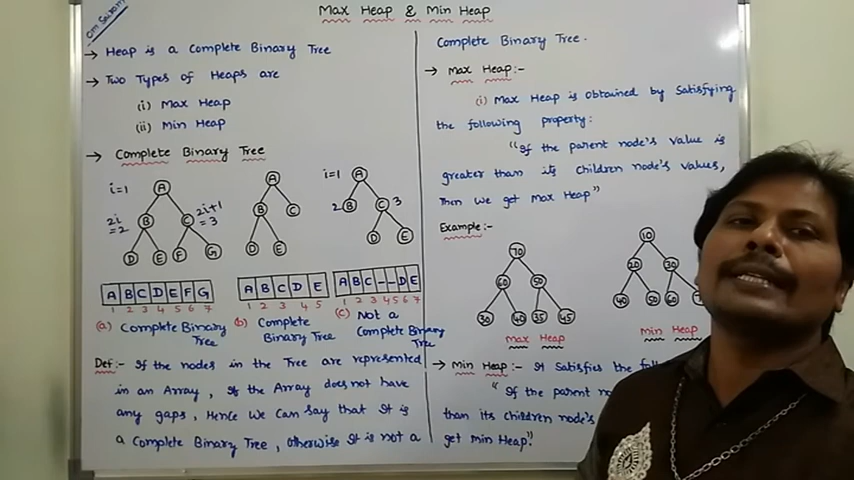 Om Sairam
Max Heap & Min Heap
→ Heap is a Complete Binary Tree
→ Two Types of Heaps are
(i) Max Heap
(ii) Min Heap
→ Complete Binary Tree
i=1
A
2i
=2
B
C
2i+1
=3
D
E
F
G
A B C D E F G
1 2 3 4 5 6 7
(a) Complete Binary
Tree
A
B
C
D
E
A B C D E
1 2 3 4 5
(b) Complete
Binary Tree
i=1
A
2
B
C
3
D
E
A B C - - D E
1 2 3 4 5 6 7
(c) Not a
Complete Binary
Tree
Def:- If the nodes in the Tree are represented
in an Array, If the Array does not have
any gaps, Hence We Can Say that It is
a Complete Binary Tree, Otherwise It is not a
Complete Binary Tree.
→ Max Heap:-
(i) Max Heap is obtained by Satisfying
the following property:
"If the parent node's value is
greater than its Children node's values,
Then We get Max Heap"
Example:-
70
60
50
30
40
35
45
Max Heap
10
20
30
40
50
60
Min Heap
→ Min Heap:- It Satisfies the
"If the parent
than its Children node's
get Min Heap"